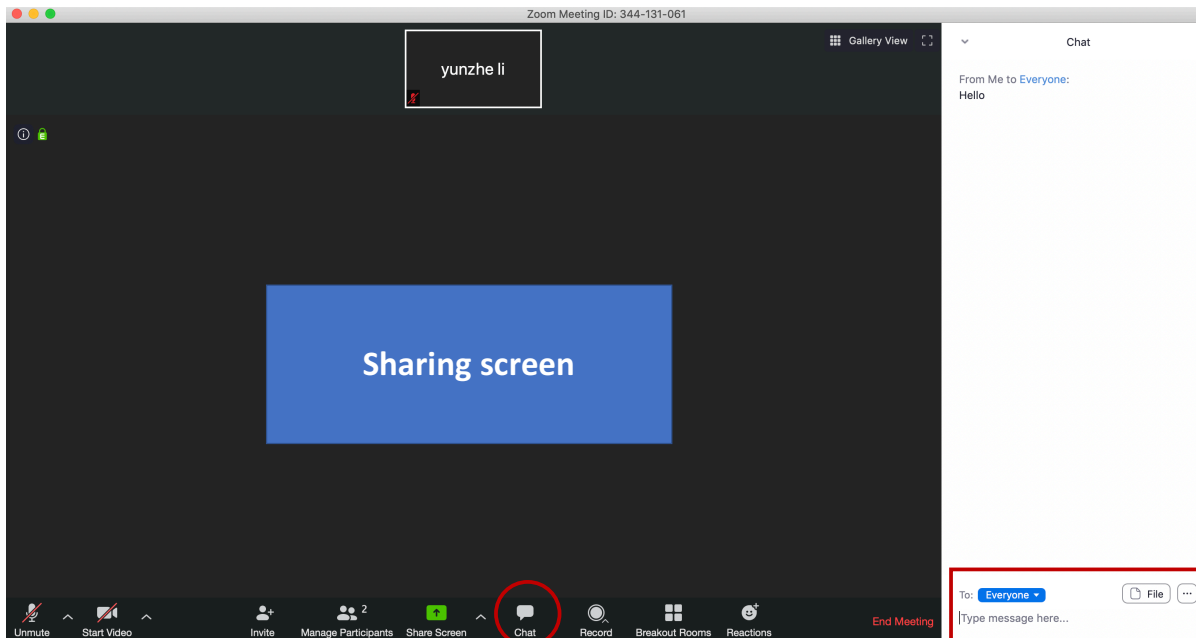 Zoom Meeting ID: 344-131-061
yunzhe li
Gallery View
Chat
From Me to Everyone:
Hello
E
Sharing screen
To: Everyone
File
...
Type message here...
Unmute
Start Video
Invite
Manage Participants
2
Share Screen
Chat
Record
Breakout Rooms
Reactions
End Meeting